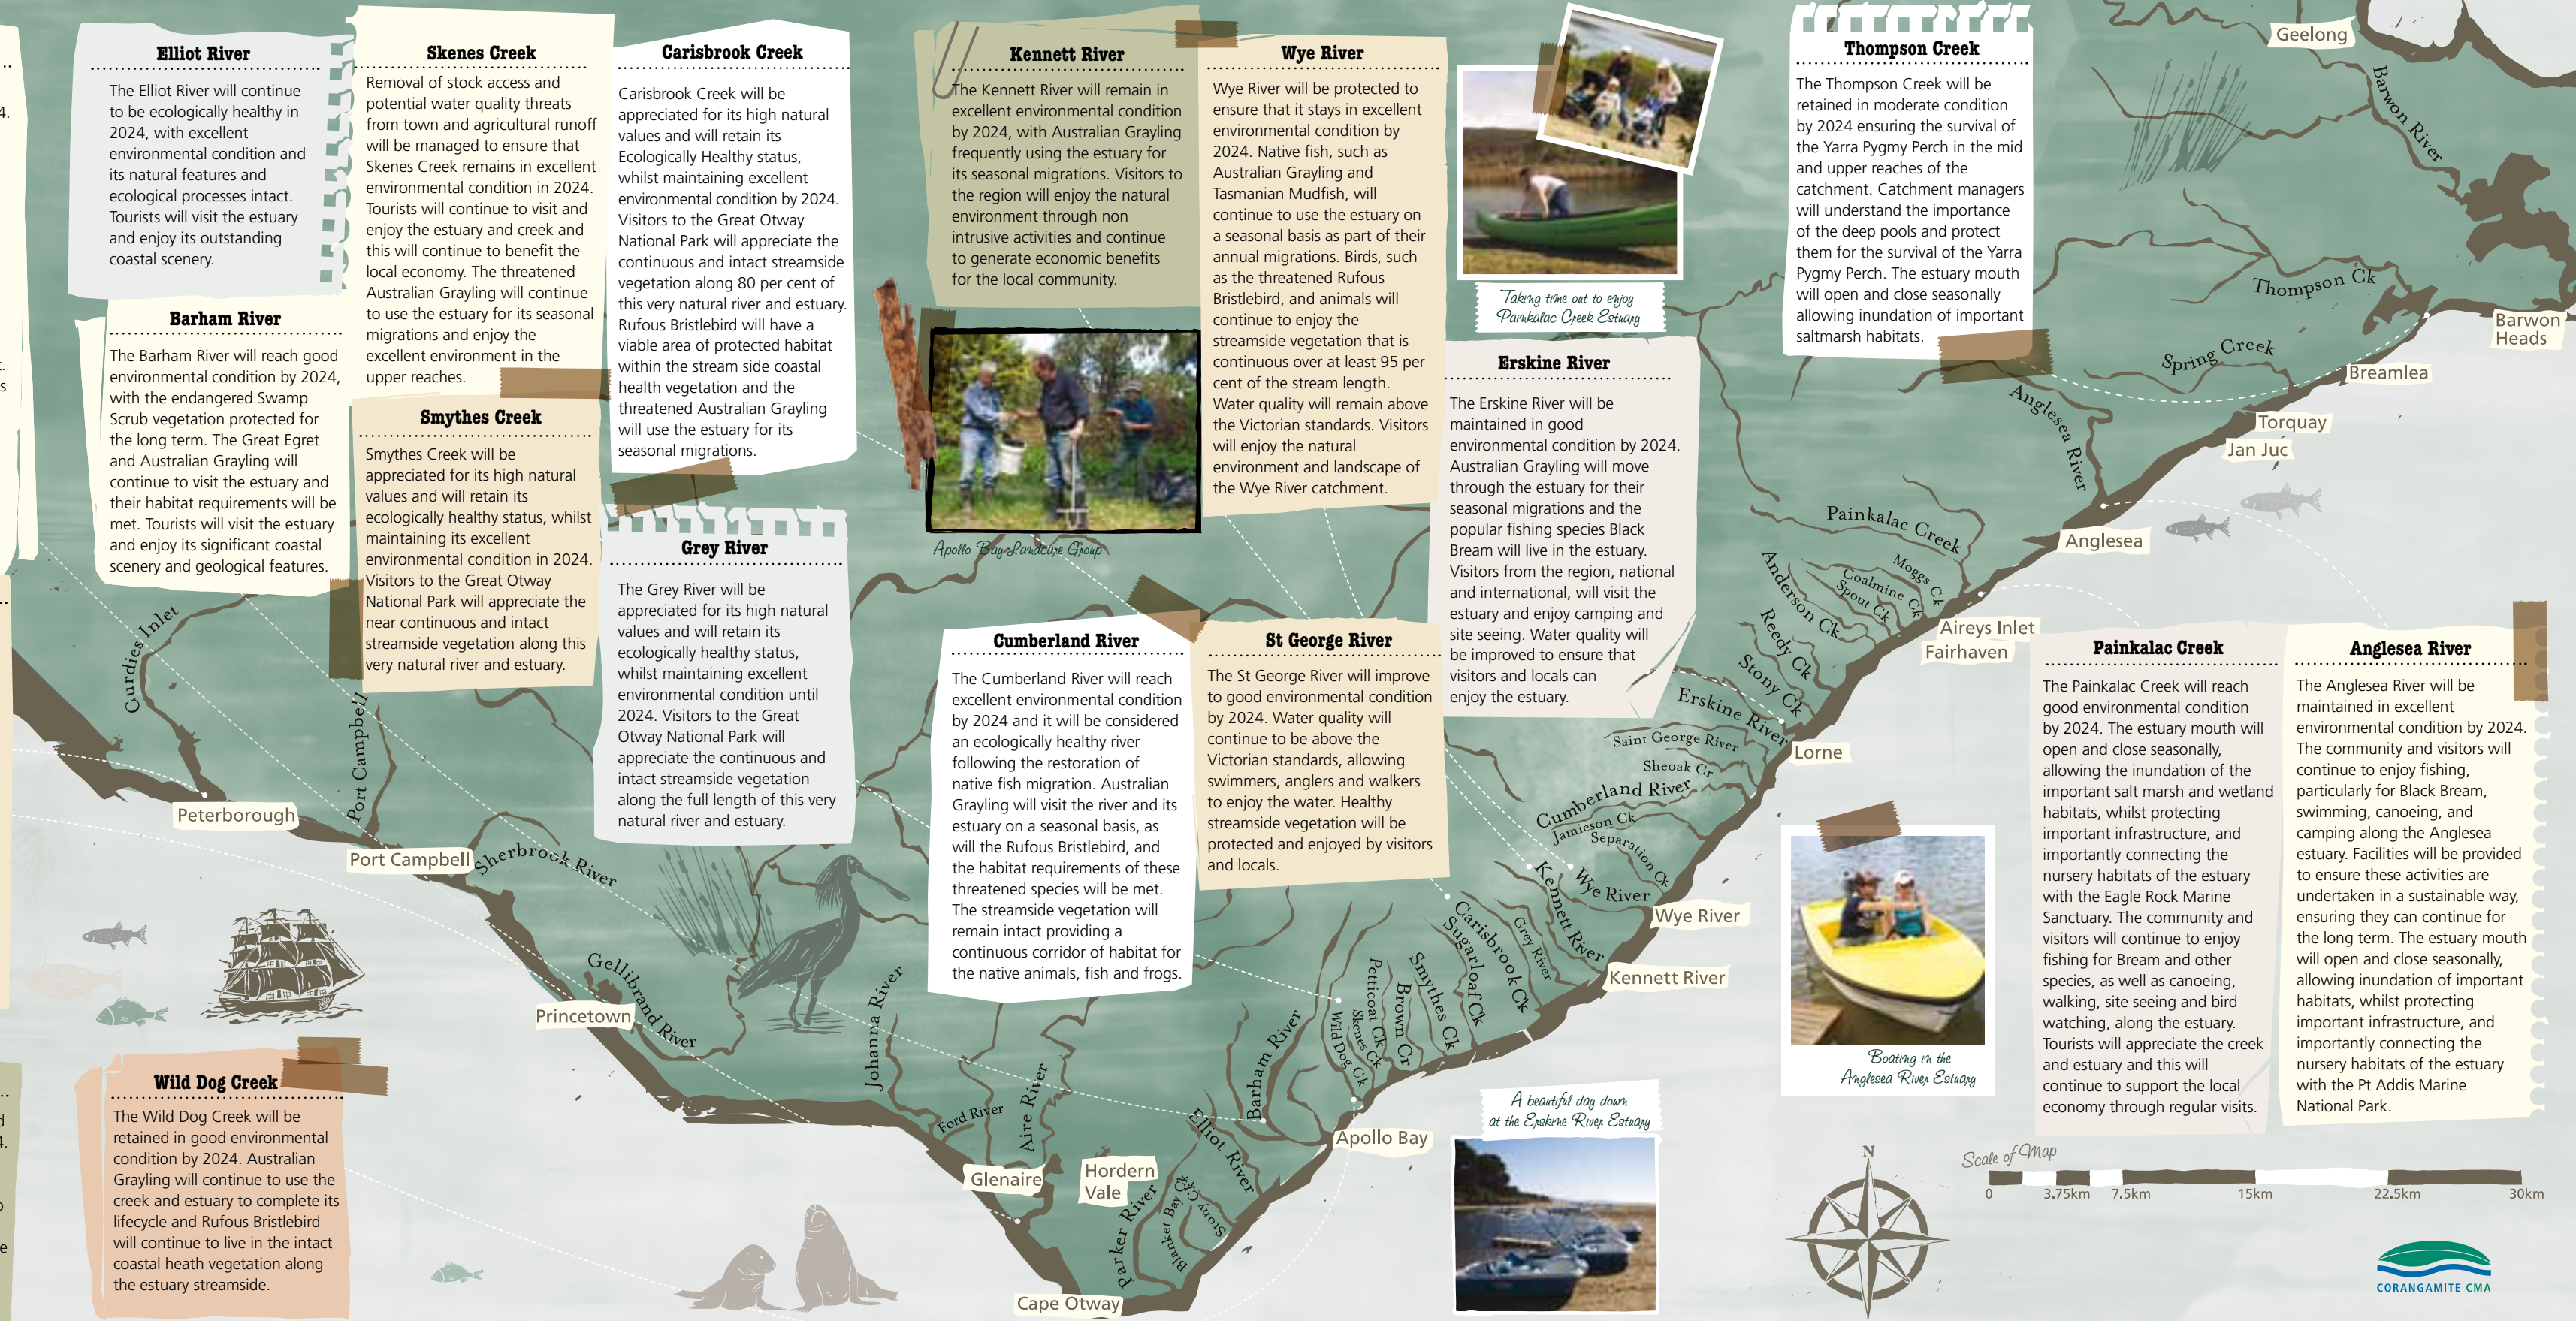 Elliot River
The Elliot River will continue
to be ecologically healthy in
2024, with excellent
environmental condition and
its natural features and
ecological processes intact.
Tourists will visit the estuary
and enjoy its outstanding
coastal scenery.
Barham River
The Barham River will reach good
environmental condition by 2024,
with the endangered Swamp
Scrub vegetation protected for
the long term. The Great Egret
and Australian Grayling will
continue to visit the estuary and
their habitat requirements will be
met. Tourists will visit the estuary
and enjoy its significant coastal
scenery and geological features.
Skenes Creek
Removal of stock access and
potential water quality threats
from town and agricultural runoff
will be managed to ensure that
Skenes Creek remains in excellent
environmental condition in 2024.
Tourists will continue to visit and
enjoy the estuary and creek and
this will continue to benefit the
local economy. The threatened
Australian Grayling will continue
to use the estuary for its seasonal
migrations and enjoy the
excellent environment in the
upper reaches.
Smythes Creek
Smythes Creek will be
appreciated for its high natural
values and will retain its
ecologically healthy status, whilst
maintaining its excellent
environmental condition in 2024.
Visitors to the Great Otway
National Park will appreciate the
near continuous and intact
streamside vegetation along this
very natural river and estuary.
Carisbrook Creek
Carisbrook Creek will be
appreciated for its high natural
values and will retain its
Ecologically Healthy status,
whilst maintaining excellent
environmental condition by 2024.
Visitors to the Great Otway
National Park will appreciate the
continuous and intact streamside
vegetation along 80 per cent of
this very natural river and estuary.
Rufous Bristlebird will have a
viable area of protected habitat
within the stream side coastal
health vegetation and the
threatened Australian Grayling
will use the estuary for its
seasonal migrations.
Grey River
The Grey River will be
appreciated for its high natural
values and will retain its
ecologically healthy status,
whilst maintaining excellent
environmental condition until
2024. Visitors to the Great
Otway National Park will
appreciate the continuous and
intact streamside vegetation
along the full length of this very
natural river and estuary.
Kennett River
The Kennett River will remain in
excellent environmental condition
by 2024, with Australian Grayling
frequently using the estuary for
its seasonal migrations. Visitors to
the region will enjoy the natural
environment through non
intrusive activities and continue
to generate economic benefits
for the local community.
Apollo Bay Landcare Group
Wye River
Wye River will be protected to
ensure that it stays in excellent
environmental condition by
2024. Native fish, such as
Australian Grayling and
Tasmanian Mudfish, will
continue to use the estuary on
a seasonal basis as part of their
annual migrations. Birds, such
as the threatened Rufous
Bristlebird, and animals will
continue to enjoy the
streamside vegetation that is
continuous over at least 95 per
cent of the stream length.
Water quality will remain above
the Victorian standards. Visitors
will enjoy the natural
environment and landscape of
the Wye River catchment.
Taking time out to enjoy
Painkalac Creek Estuary
Erskine River
The Erskine River will be
maintained in good
environmental condition by 2024.
Australian Grayling will move
through the estuary for their
seasonal migrations and the
popular fishing species Black
Bream will live in the estuary.
Visitors from the region, national
and international, will visit the
estuary and enjoy camping and
site seeing. Water quality will
be improved to ensure that
visitors and locals can
enjoy the estuary.
Cumberland River
The Cumberland River will reach
excellent environmental condition
by 2024 and it will be considered
an ecologically healthy river
following the restoration of
native fish migration. Australian
Grayling will visit the river and its
estuary on a seasonal basis, as
will the Rufous Bristlebird, and
the habitat requirements of these
threatened species will be met.
The streamside vegetation will
remain intact providing a
continuous corridor of habitat for
the native animals, fish and frogs.
St George River
The St George River will improve
to good environmental condition
by 2024. Water quality will
continue to be above the
Victorian standards, allowing
swimmers, anglers and walkers
to enjoy the water. Healthy
streamside vegetation will be
protected and enjoyed by visitors
and locals.
Thompson Creek
The Thompson Creek will be
retained in moderate condition
by 2024 ensuring the survival of
the Yarra Pygmy Perch in the mid
and upper reaches of the
catchment. Catchment managers
will understand the importance
of the deep pools and protect
them for the survival of the Yarra
Pygmy Perch. The estuary mouth
will open and close seasonally
allowing inundation of important
saltmarsh habitats.
Painkalac Creek
The Painkalac Creek will reach
good environmental condition
by 2024. The estuary mouth will
open and close seasonally,
allowing the inundation of the
important salt marsh and wetland
habitats, whilst protecting
important infrastructure, and
importantly connecting the
nursery habitats of the estuary
with the Eagle Rock Marine
Sanctuary. The community and
visitors will continue to enjoy
fishing for Bream and other
species, as well as canoeing,
walking, site seeing and bird
watching, along the estuary.
Tourists will appreciate the creek
and estuary and this will
continue to support the local
economy through regular visits.
Anglesea River
The Anglesea River will be
maintained in excellent
environmental condition by 2024.
The community and visitors will
continue to enjoy fishing,
particularly for Black Bream,
swimming, canoeing, and
camping along the Anglesea
estuary. Facilities will be provided
to ensure these activities are
undertaken in a sustainable way,
ensuring they can continue for
the long term. The estuary mouth
will open and close seasonally,
allowing inundation of important
habitats, whilst protecting
important infrastructure, and
importantly connecting the
nursery habitats of the estuary
with the Pt Addis Marine
National Park.
Wild Dog Creek
The Wild Dog Creek will be
retained in good environmental
condition by 2024. Australian
Grayling will continue to use the
creek and estuary to complete its
lifecycle and Rufous Bristlebird
will continue to live in the intact
coastal heath vegetation along
the estuary streamside.
Geelong
Barwon River
Thompson Ck
Barwon
Heads
Spring Creek
Breamlea
Torquay
Jan Juc
Anglesea River
Anglesea
Painkalac Creek
Moggs Ck
Coalmine Ck
Spout Ck
Anderson Ck
Reedy Ck
Stony Ck
Aireys Inlet
Fairhaven
Erskine River
Lorne
Saint George River
Sheoak Cr
Cumberland River
Jamieson Ck
Separation Ck
Wye River
Wye River
Kennett River
Kennett River
Grey River
Carisbrook Ck
Sugarloaf Ck
Smythes Ck
Brown Cr
Petticoat Ck
Skenes Ck
Wild Dog Ck
Barham River
Apollo Bay
Elliot River
Stony Ck
Blanket Bay Ck
Parker River
Hordern
Vale
Cape Otway
Glenaire
Aire River
Ford River
Johanna River
Gellibrand River
Princetown
Sherbrook River
Port Campbell
Port Campbell
Peterborough
Curdies Inlet
A beautiful day down
at the Erskine River Estuary
Boating in the
Anglesea River Estuary
N
Scale of Map
0 3.75km 7.5km 15km 22.5km 30km
CORANGAMITE CMA